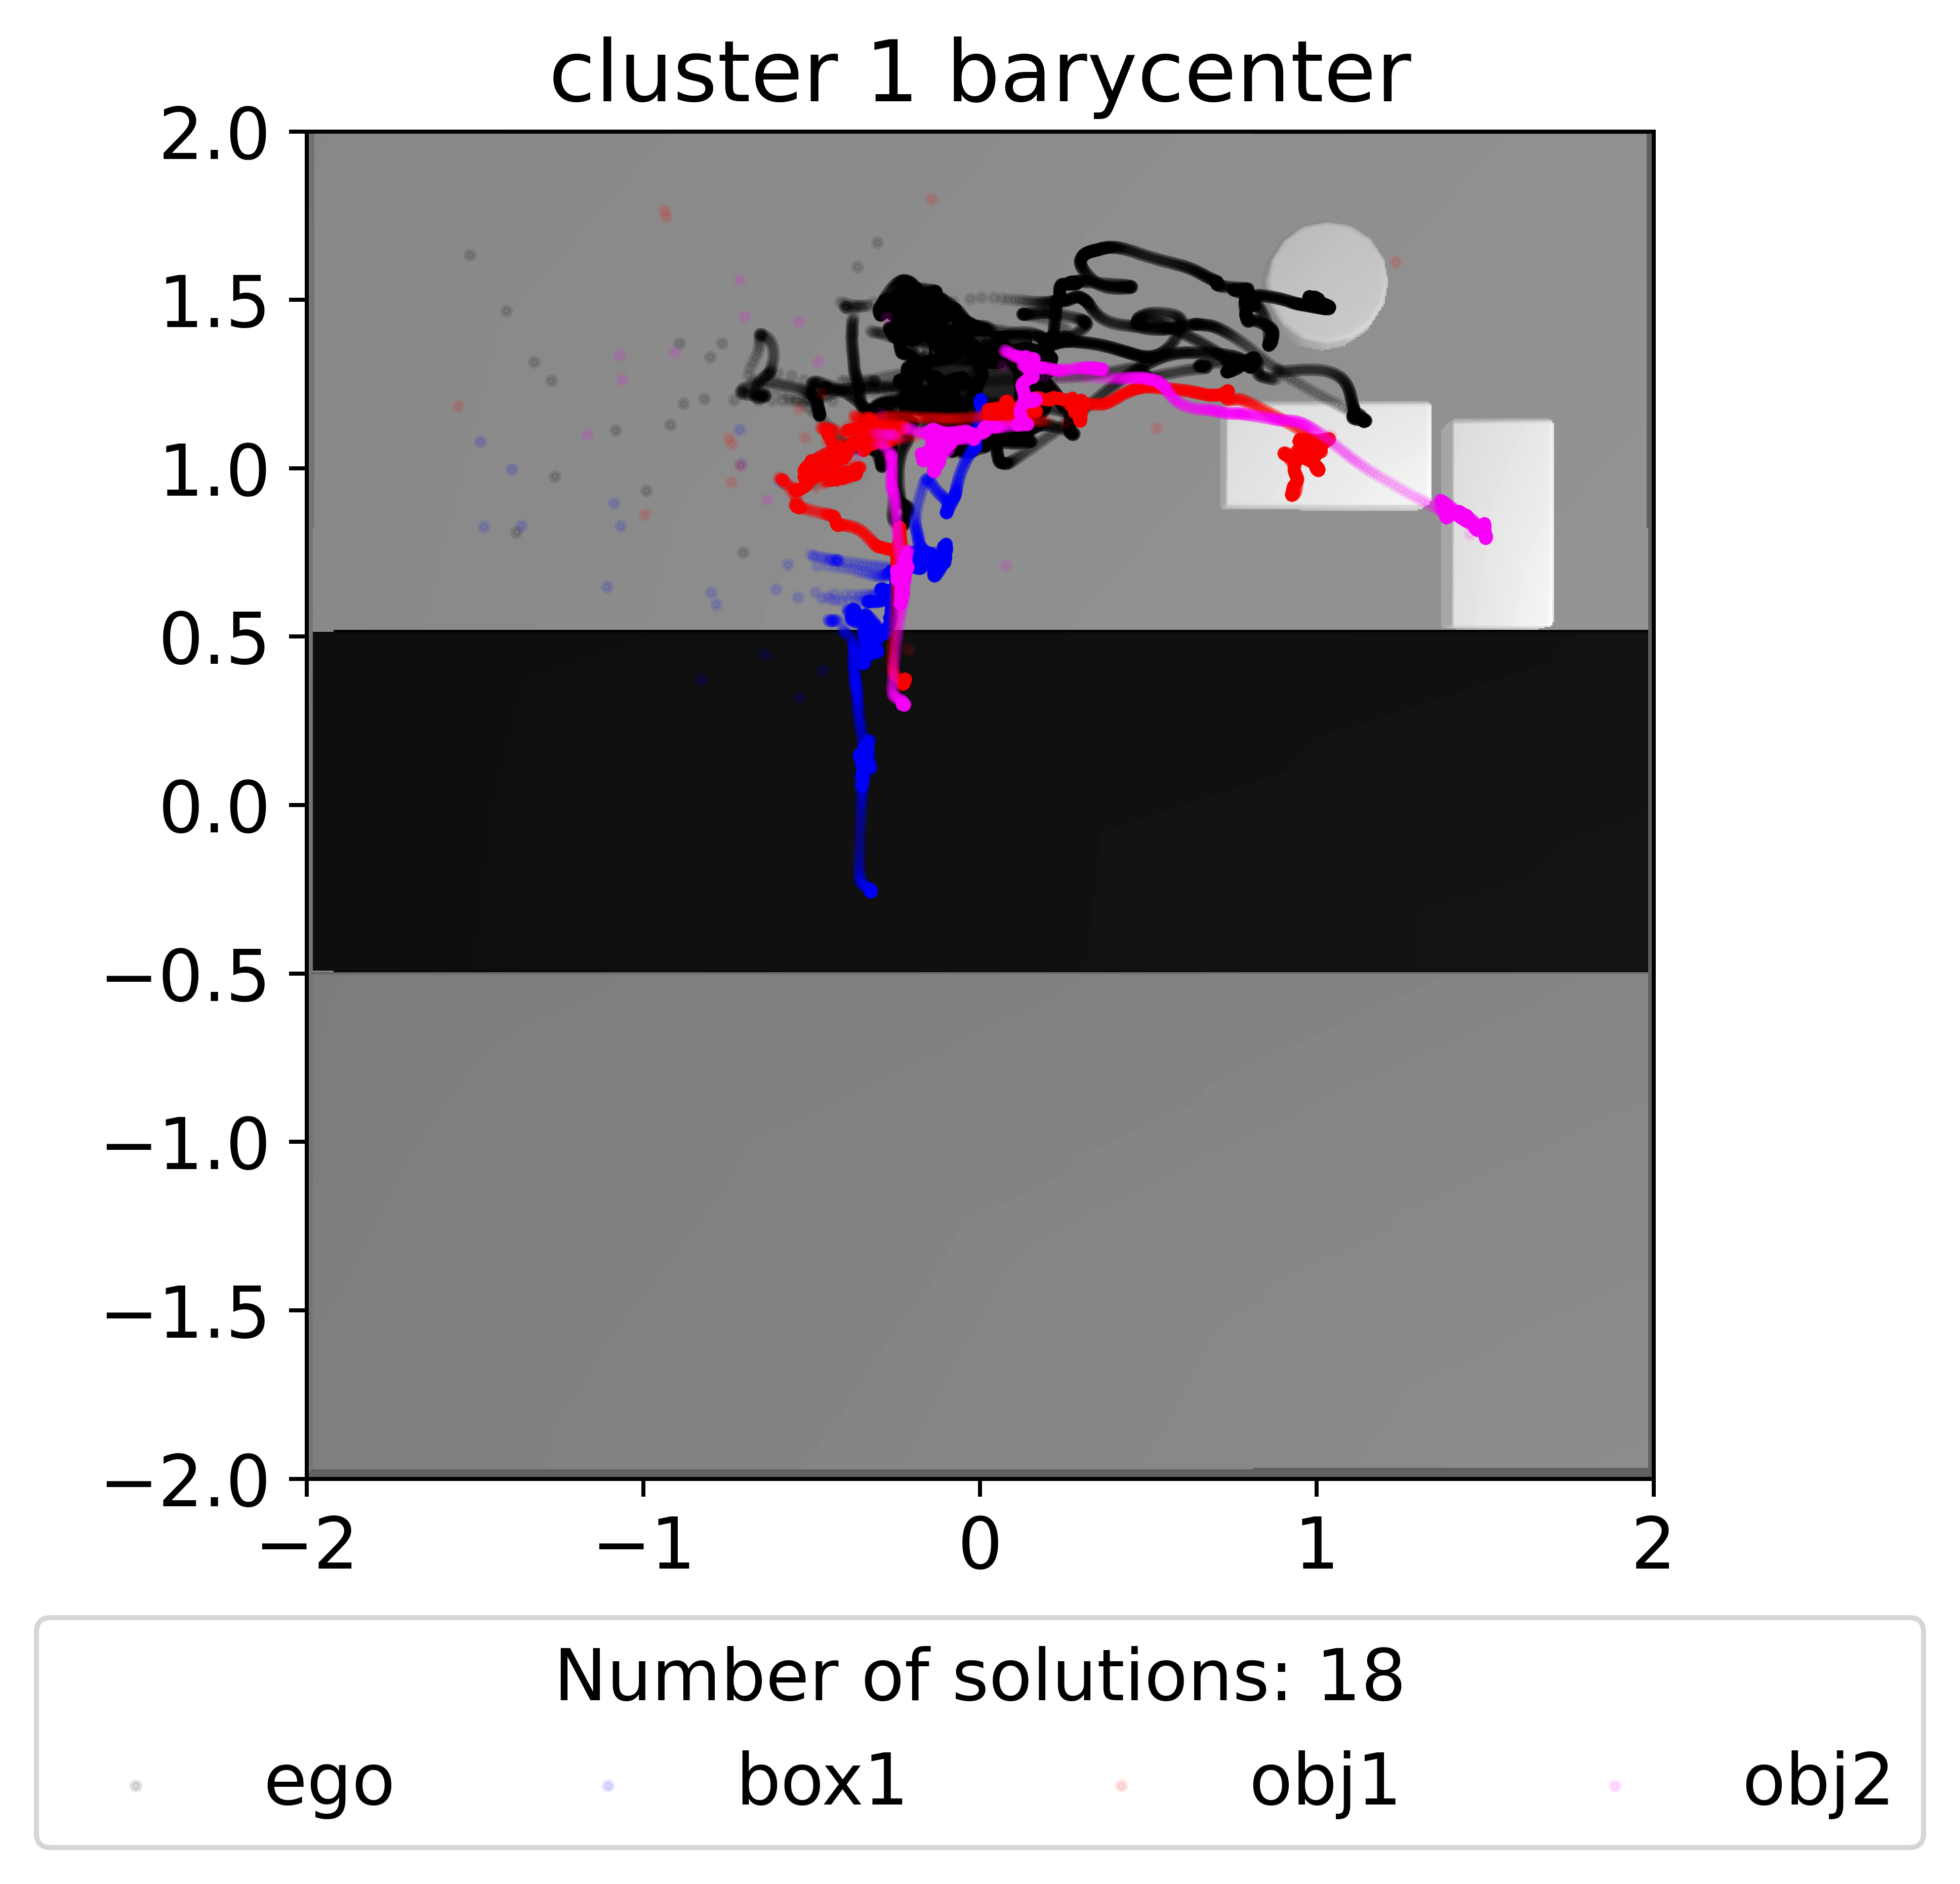 cluster 1 barycenter
2.0
1.5
1.0
0.5
0.0
−0.5
−1.0
−1.5
−2.0
−2 −1 0 1 2
Number of solutions: 18
ego box1 obj1 obj2